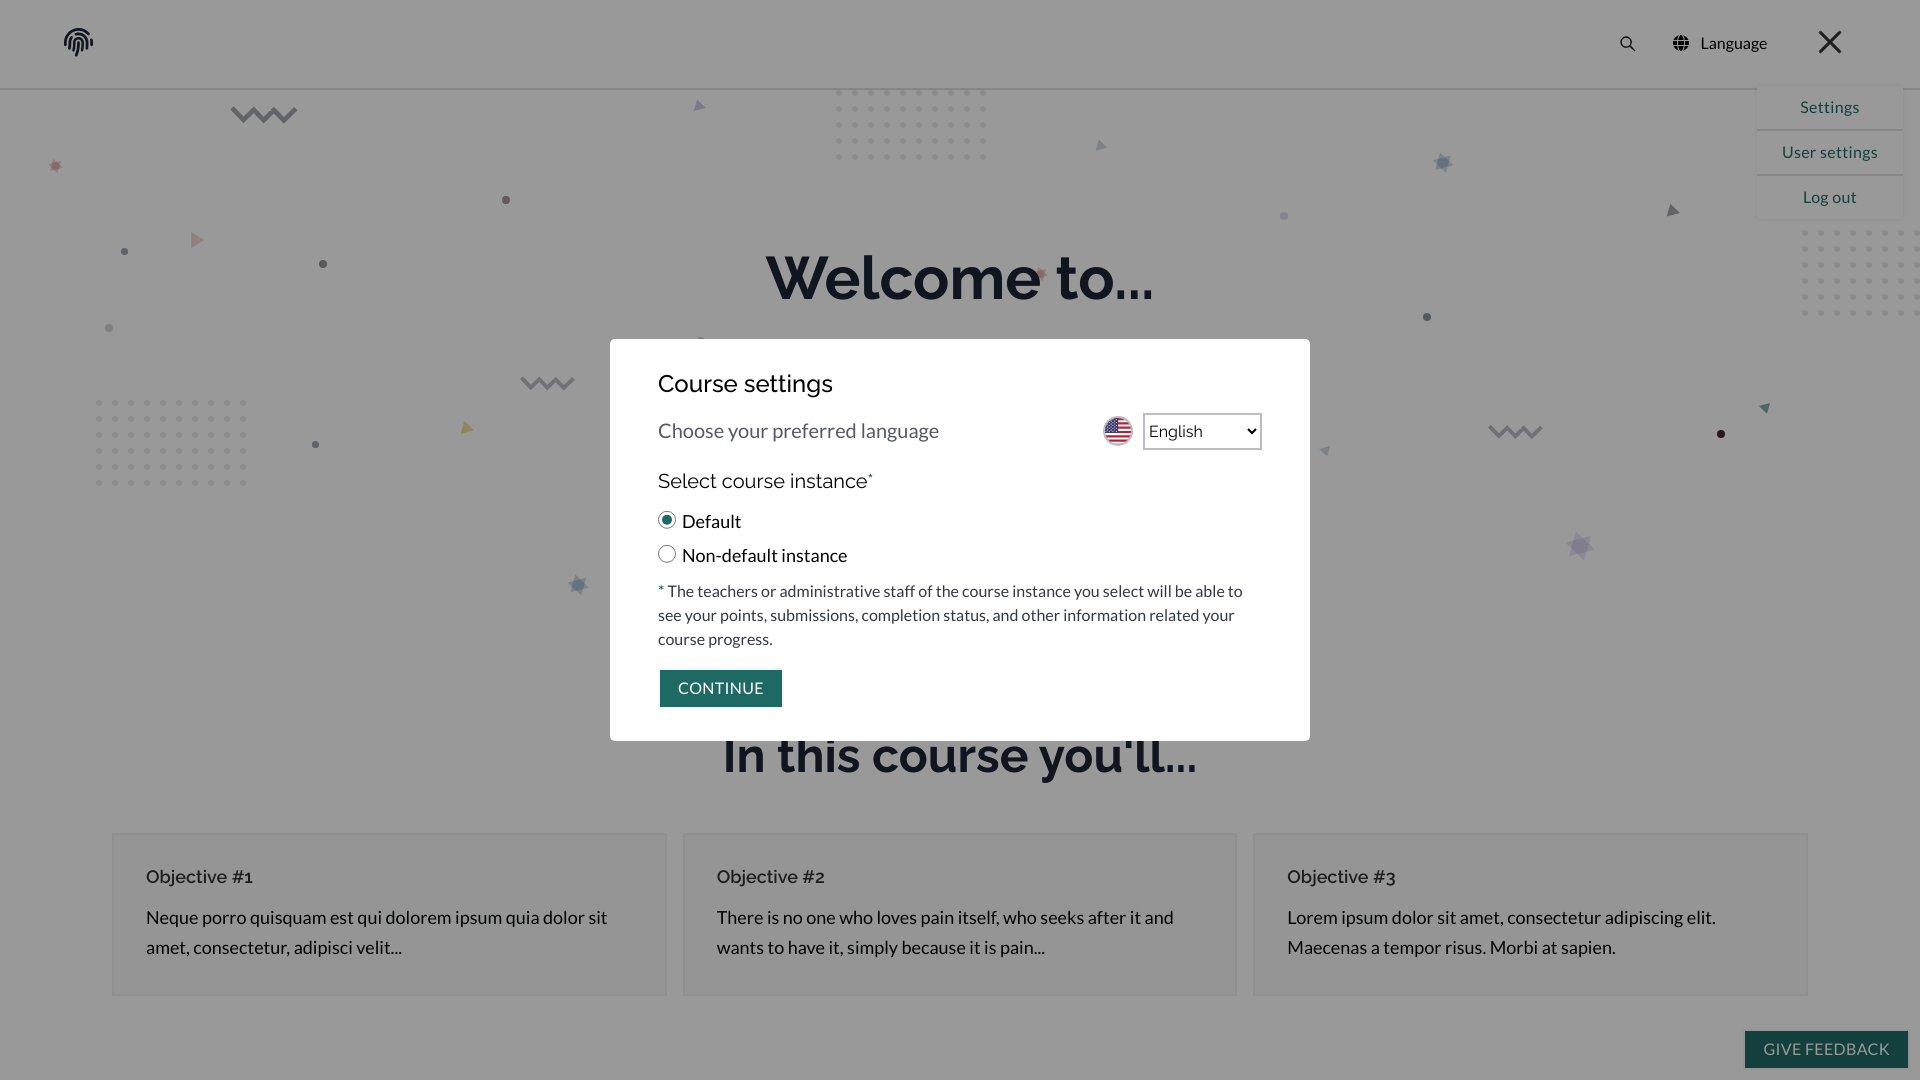 Language
Settings
User settings
Log out
Welcome to...
Course settings
Choose your preferred language
English
Select course instance*
Default
Non-default instance
* The teachers or administrative staff of the course instance you select will be able to
see your points, submissions, completion status, and other information related your
course progress.
CONTINUE
In this course you'll...
Objective #1
Neque porro quisquam est qui dolorem ipsum quia dolor sit
amet, consectetur, adipisci velit...
Objective #2
There is no one who loves pain itself, who seeks after it and
wants to have it, simply because it is pain...
Objective #3
Lorem ipsum dolor sit amet, consectetur adipiscing elit.
Maecenas a tempor risus. Morbi at sapien.
GIVE FEEDBACK